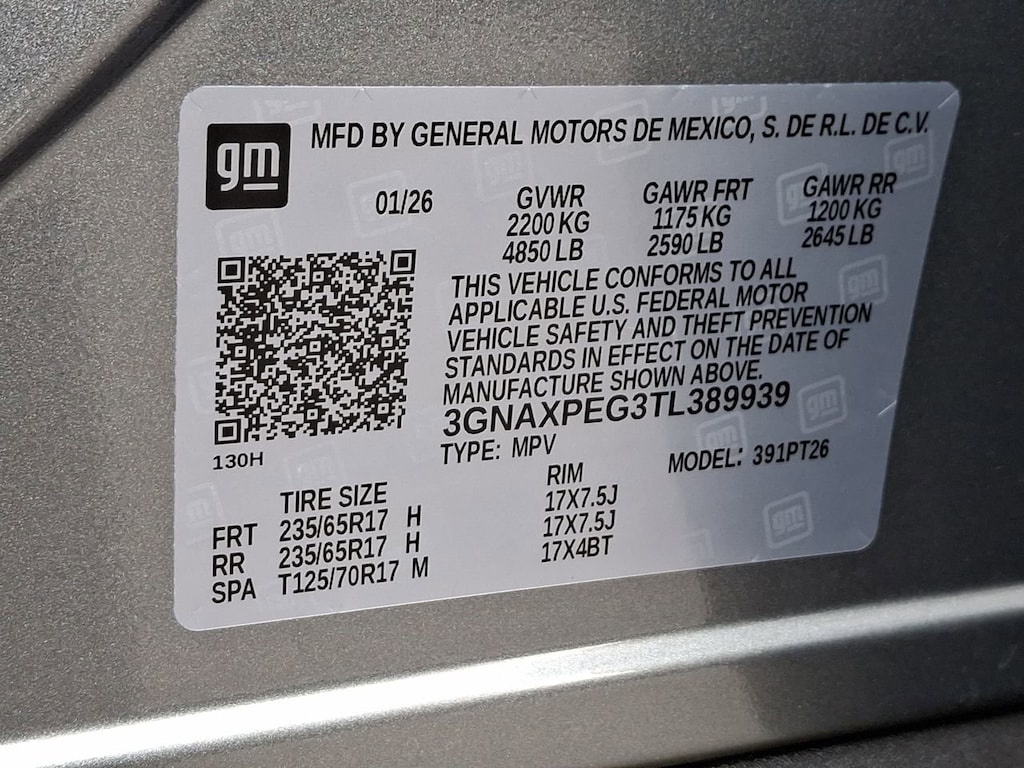 gm
MFD BY GENERAL MOTORS DE MEXICO, S. DE R.L. DE C.V.
01/26 GVWR GAWR FRT GAWR RR
2200 KG 1175 KG 1200 KG
4850 LB 2590 LB 2645 LB
THIS VEHICLE CONFORMS TO ALL
APPLICABLE U.S. FEDERAL MOTOR
VEHICLE SAFETY AND THEFT PREVENTION
STANDARDS IN EFFECT ON THE DATE OF
MANUFACTURE SHOWN ABOVE.
3GNAXPEG3TL389939
130H
TYPE: MPV MODEL: 391PT26
TIRE SIZE RIM
FRT 235/65R17 H 17X7.5J
RR 235/65R17 H 17X7.5J
SPA T125/70R17 M 17X4BT